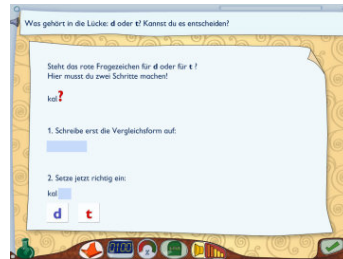 Was gehört in die Lücke: d oder t? Kannst du es entscheiden?
Steht das rote Fragezeichen für d oder für t ?
Hier musst du zwei Schritte machen!
kal?
1. Schreibe erst die Vergleichsform auf:
2. Setze jetzt richtig ein:
kal
d t
0100